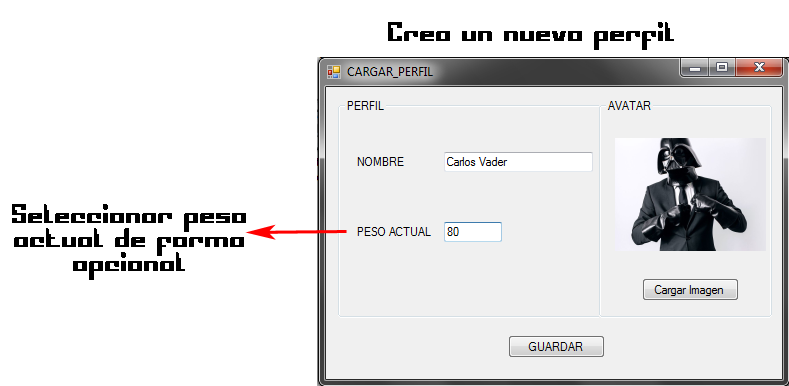 Crea un nuevo perfil
CARGAR_PERFIL
PERFIL
AVATAR
NOMBRE
Carlos Vader
Seleccionar peso
actual de forma
opcional
PESO ACTUAL
80
Cargar Imagen
GUARDAR